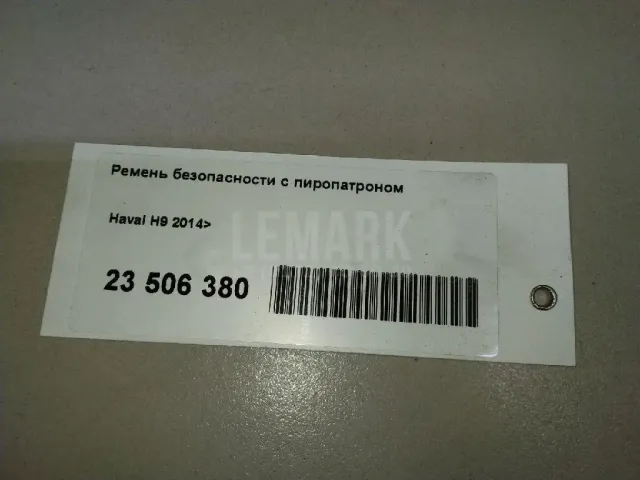 Ремень безопасности с пиропатроном
Haval H9 2014>
LEMARK
23 506 380